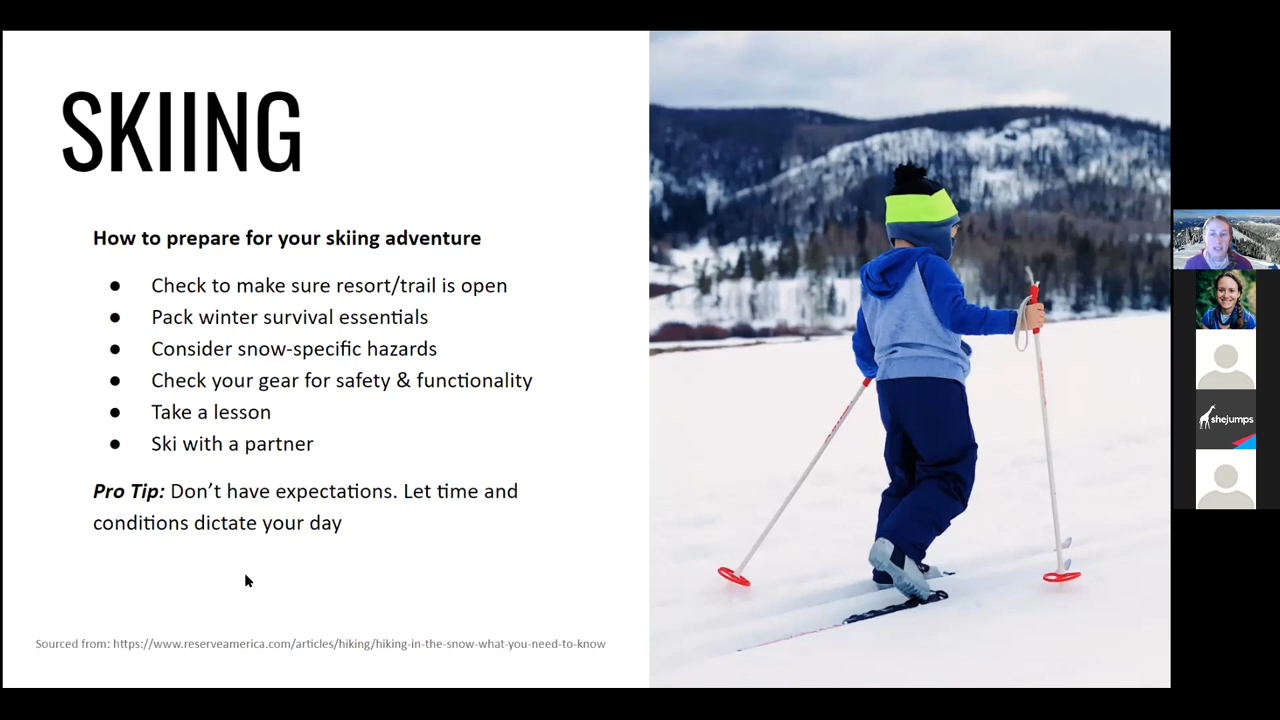 SKIING
How to prepare for your skiing adventure
● Check to make sure resort/trail is open
● Pack winter survival essentials
● Consider snow-specific hazards
● Check your gear for safety & functionality
● Take a lesson
● Ski with a partner
Pro Tip: Don’t have expectations. Let time and
conditions dictate your day
Sourced from: https://www.reserveamerica.com/articles/hiking/hiking-in-the-snow-what-you-need-to-know
shejumps